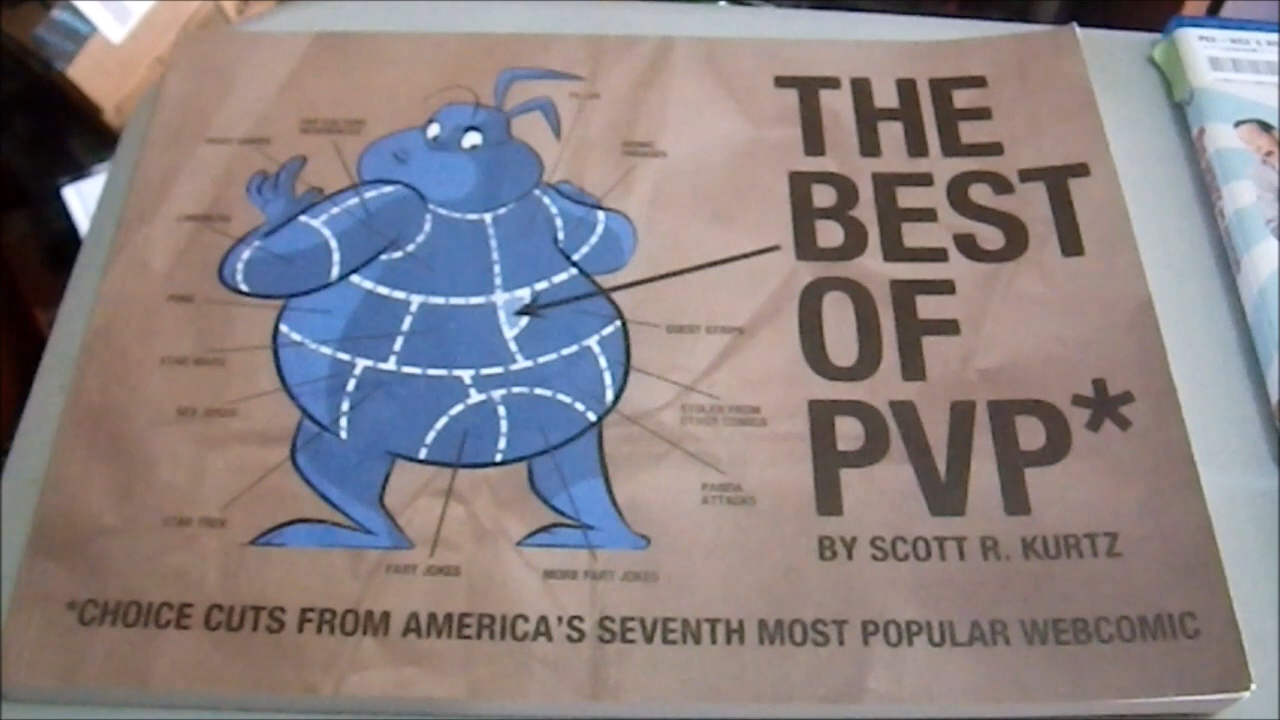 THE
BEST
OF
PVP*
BY SCOTT R. KURTZ
GUEST STRIPS
STAR WARS
SEX JOKES
STOLEN FROM
OTHER COMICS
PANDA
ATTACKS
STAR TREK
FART JOKES
MORE FART JOKES
*CHOICE CUTS FROM AMERICA'S SEVENTH MOST POPULAR WEBCOMIC